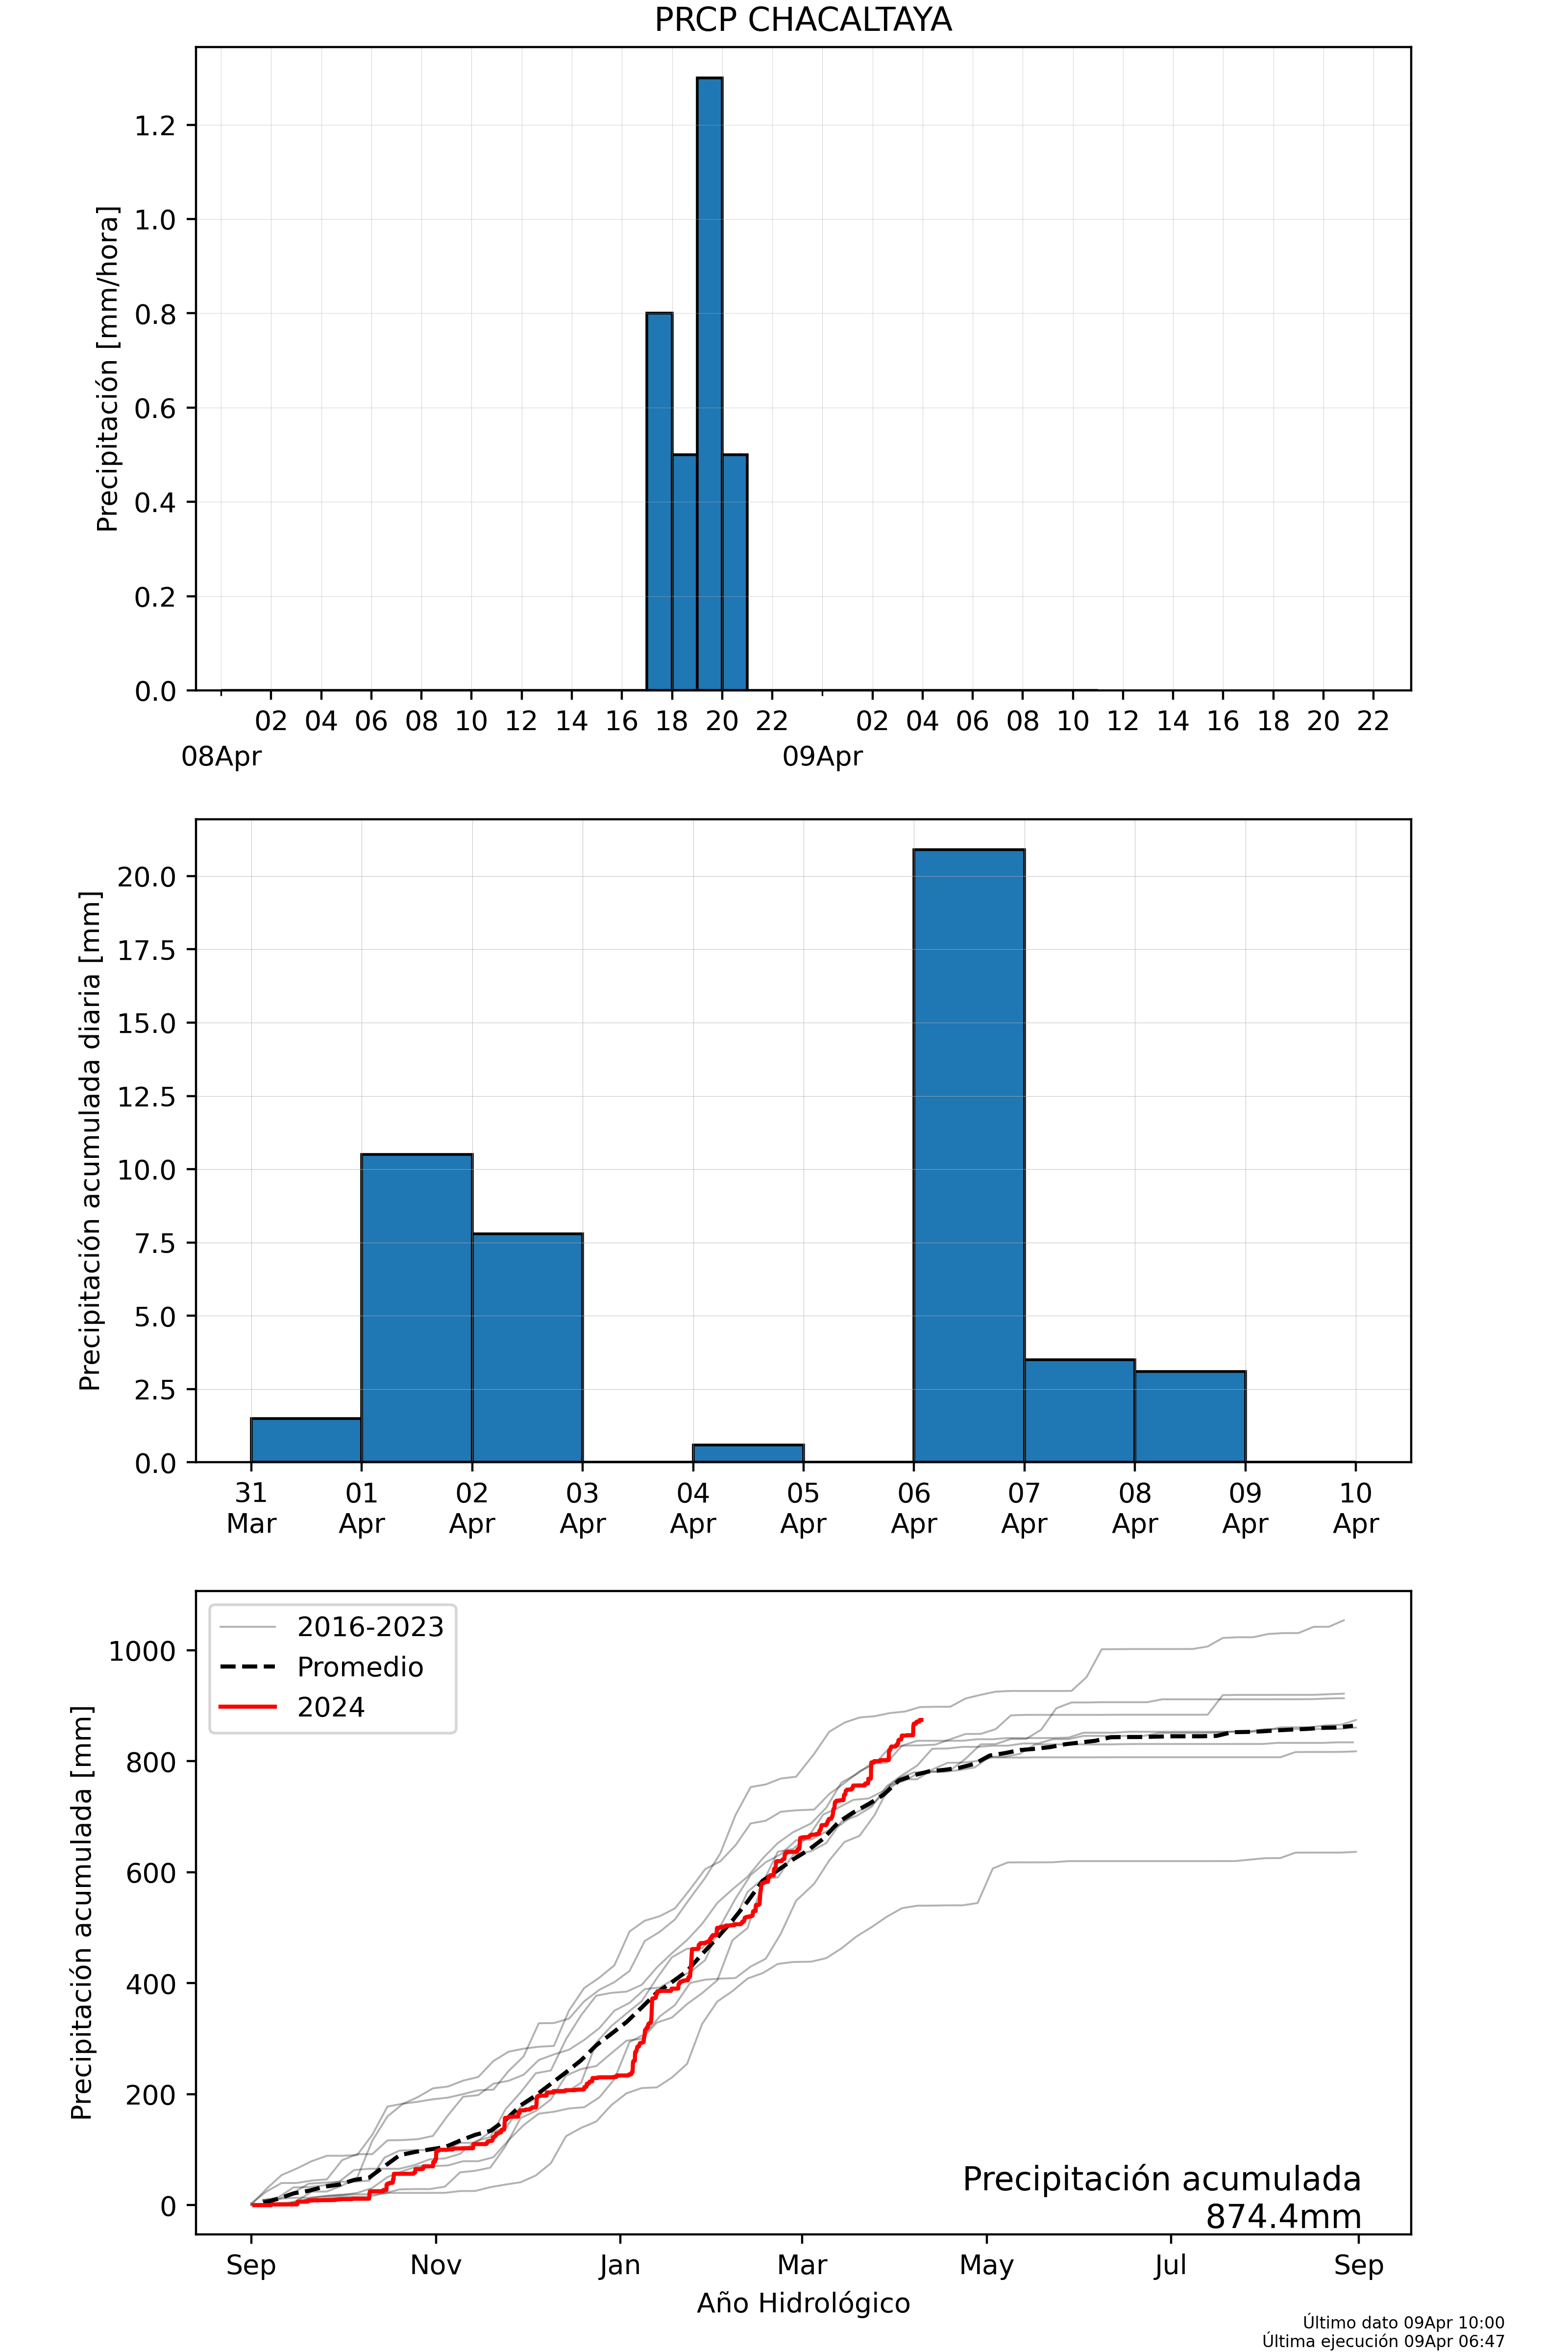 PRCP CHACALTAYA
Precipitación [mm/hora]
1.2
1.0
0.8
0.6
0.4
0.2
0.0
02 04 06 08 10 12 14 16 18 20 22 02 04 06 08 10 12 14 16 18 20 22
08Apr 09Apr
Precipitación acumulada diaria [mm]
20.0
17.5
15.0
12.5
10.0
7.5
5.0
2.5
0.0
31 01 02 03 04 05 06 07 08 09 10
Mar Apr Apr Apr Apr Apr Apr Apr Apr Apr Apr
Precipitación acumulada [mm]
1000
800
600
400
200
0
2016-2023
Promedio
2024
Precipitación acumulada
874.4mm
Sep Nov Jan Mar May Jul Sep
Año Hidrológico
Último dato 09Apr 10:00
Última ejecución 09Apr 06:47